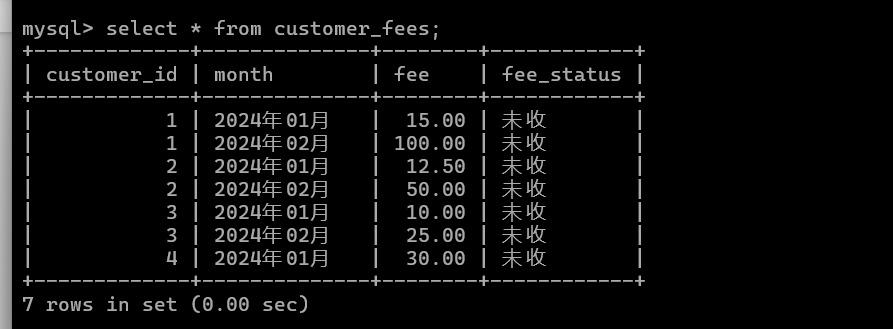 mysql> select * from customer_fees;
+-------------+--------------+--------+------------+
| customer_id | month        | fee    | fee_status |
+-------------+--------------+--------+------------+
|           1 | 2024年01月   |  15.00 | 未收       |
|           1 | 2024年02月   | 100.00 | 未收       |
|           2 | 2024年01月   |  12.50 | 未收       |
|           2 | 2024年02月   |  50.00 | 未收       |
|           3 | 2024年01月   |  10.00 | 未收       |
|           3 | 2024年02月   |  25.00 | 未收       |
|           4 | 2024年01月   |  30.00 | 未收       |
+-------------+--------------+--------+------------+
7 rows in set (0.00 sec)